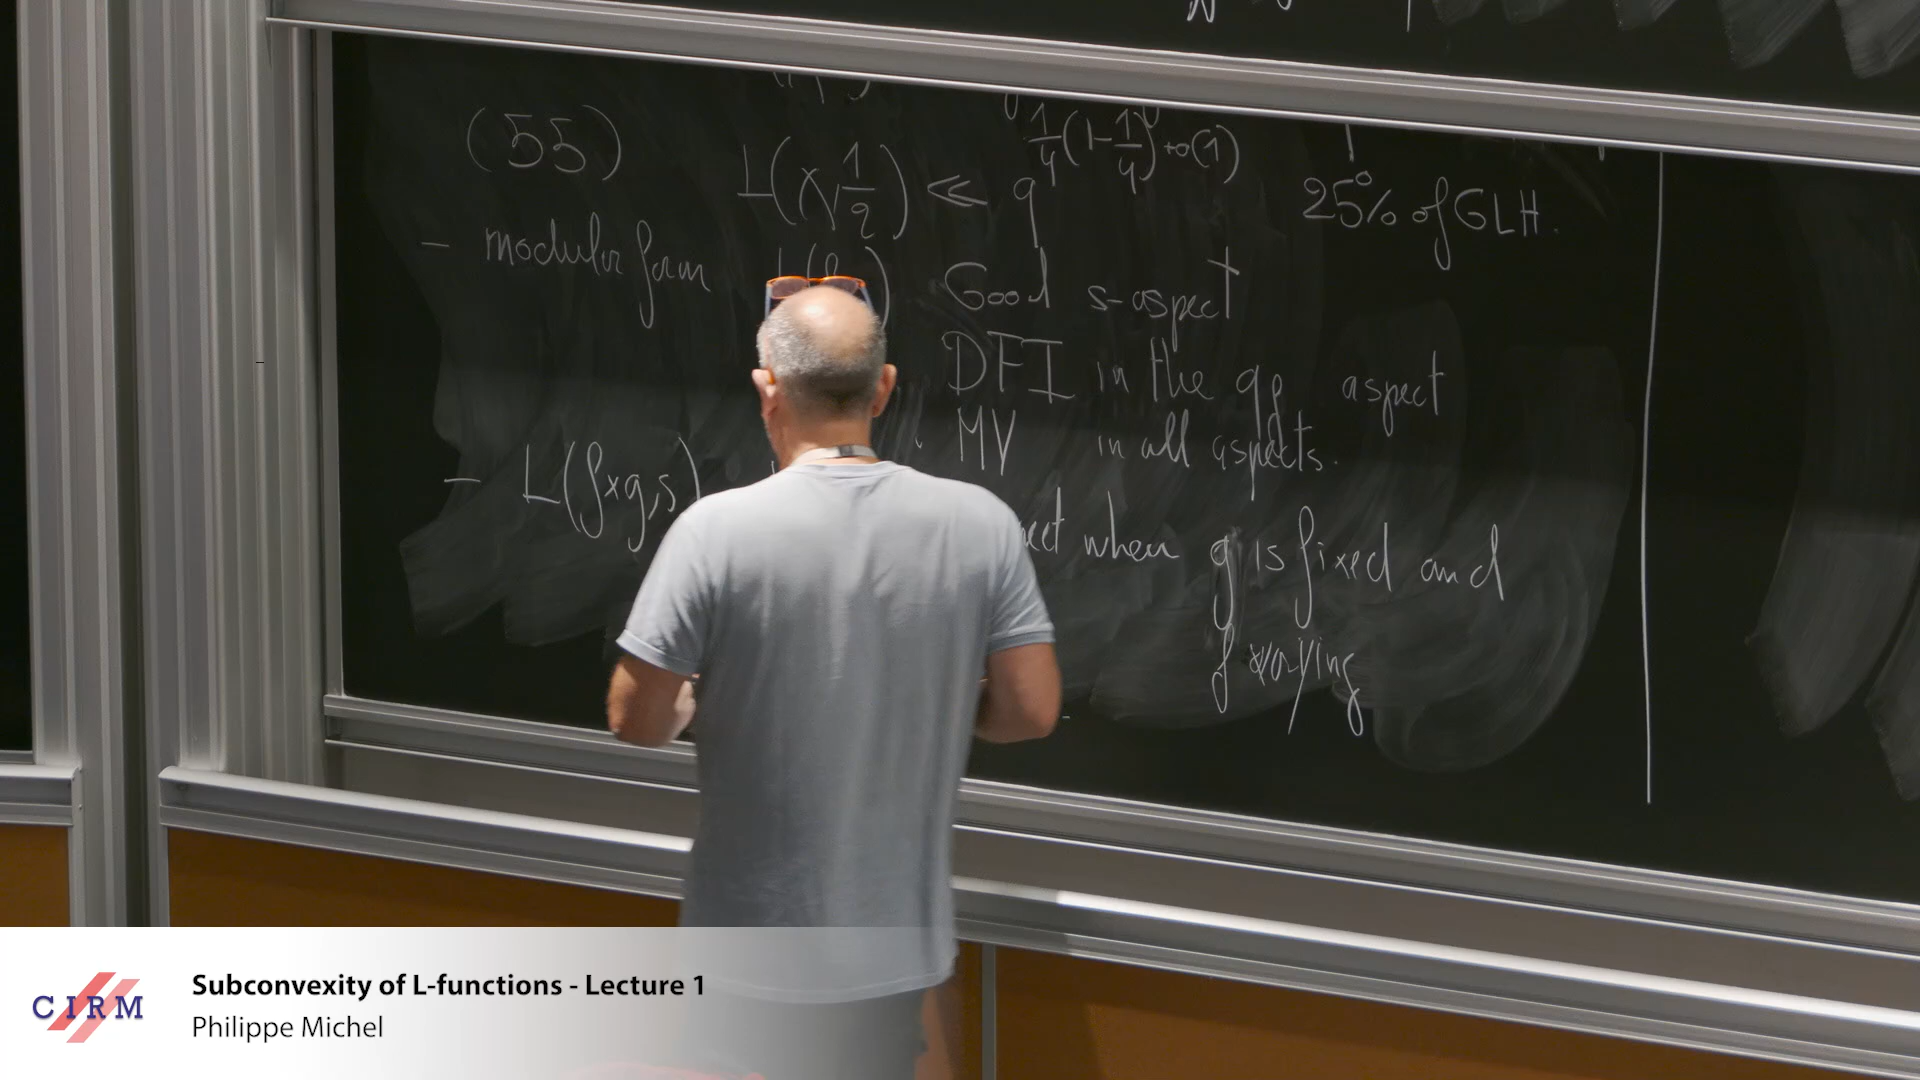 (55) L(χ, 1/2) ≪ q^{1/4(1-1/4)+o(1)} 25% of GLH.
- modular form Good s-aspect
DFI in the q_f aspect
MV in all aspects.
- L(f×g,s)
when g is fixed and
f varying
CIRM
Subconvexity of L-functions - Lecture 1
Philippe Michel